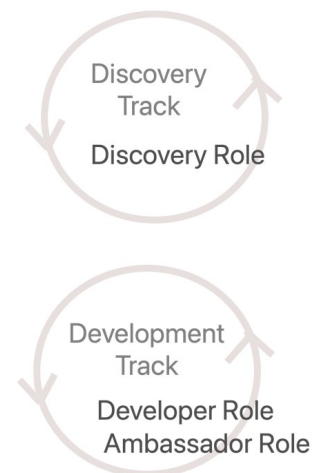 Discovery
Track
Discovery Role
Development
Track
Developer Role
Ambassador Role